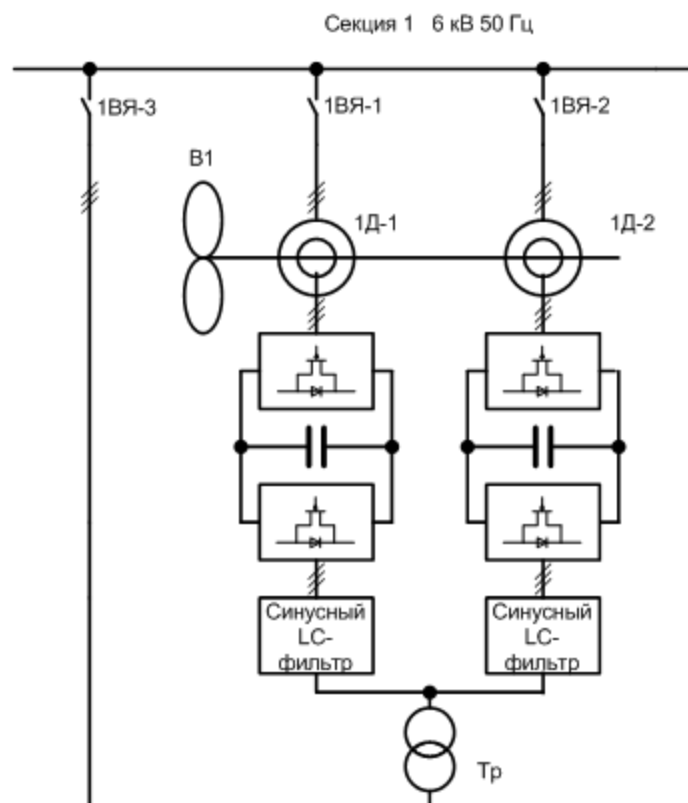 Секция 1 6 кВ 50 Гц
1ВЯ-3
1ВЯ-1
1ВЯ-2
В1
1Д-1
1Д-2
Синусный
LC-
фильтр
Синусный
LC-
фильтр
Тр